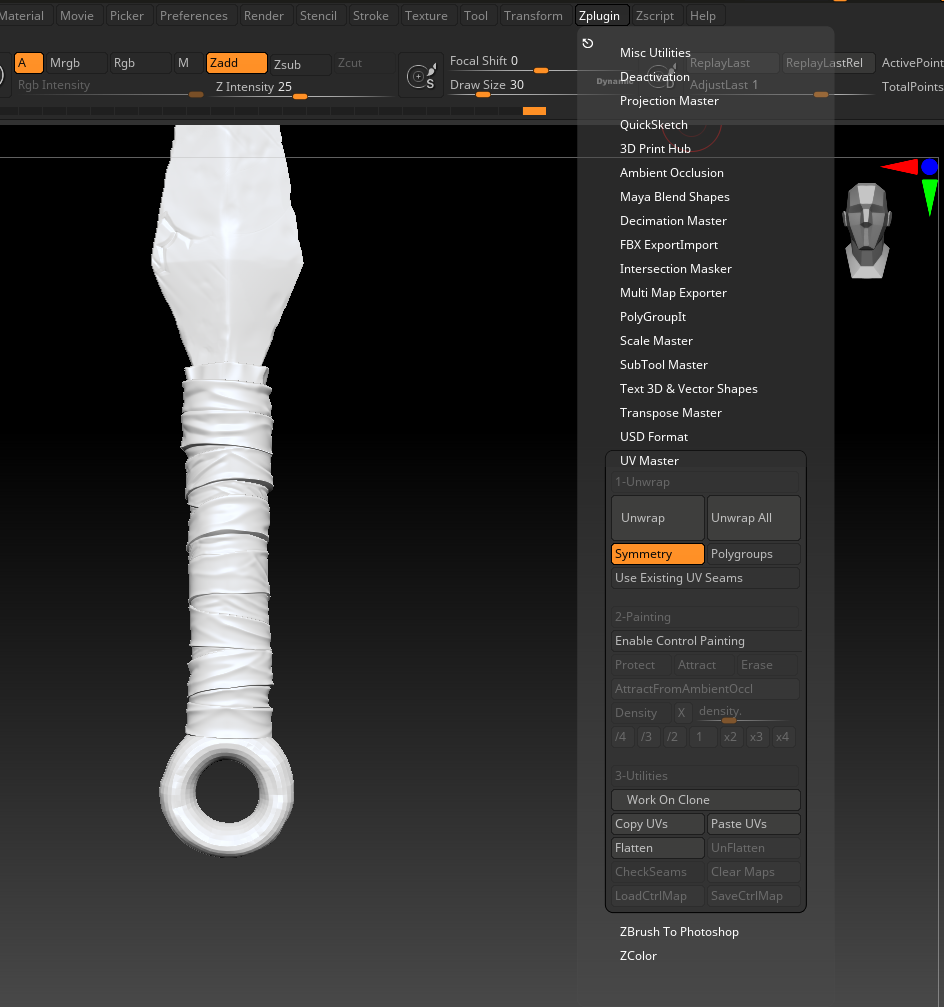 Material Movie Picker Preferences Render Stencil Stroke Texture Tool Transform Zplugin Zscript Help
A Mrgb Rgb M Zadd Zsub Zcut
Rgb Intensity Z Intensity 25
S
Focal Shift 0
Draw Size 30
Dynamic
D
ReplayLast ReplayLastRel ActivePoint
AdjustLast 1 TotalPoints
Misc Utilities
Deactivation
Projection Master
QuickSketch
3D Print Hub
Ambient Occlusion
Maya Blend Shapes
Decimation Master
FBX ExportImport
Intersection Masker
Multi Map Exporter
PolyGroupIt
Scale Master
SubTool Master
Text 3D & Vector Shapes
Transpose Master
USD Format
UV Master
1-Unwrap
Unwrap Unwrap All
Symmetry Polygroups
Use Existing UV Seams
2-Painting
Enable Control Painting
Protect Attract Erase
AttractFromAmbientOccl
Density X density.
/4 /3 /2 1 x2 x3 x4
3-Utilities
Work On Clone
Copy UVs Paste UVs
Flatten UnFlatten
CheckSeams Clear Maps
LoadCtrlMap SaveCtrlMap
ZBrush To Photoshop
ZColor